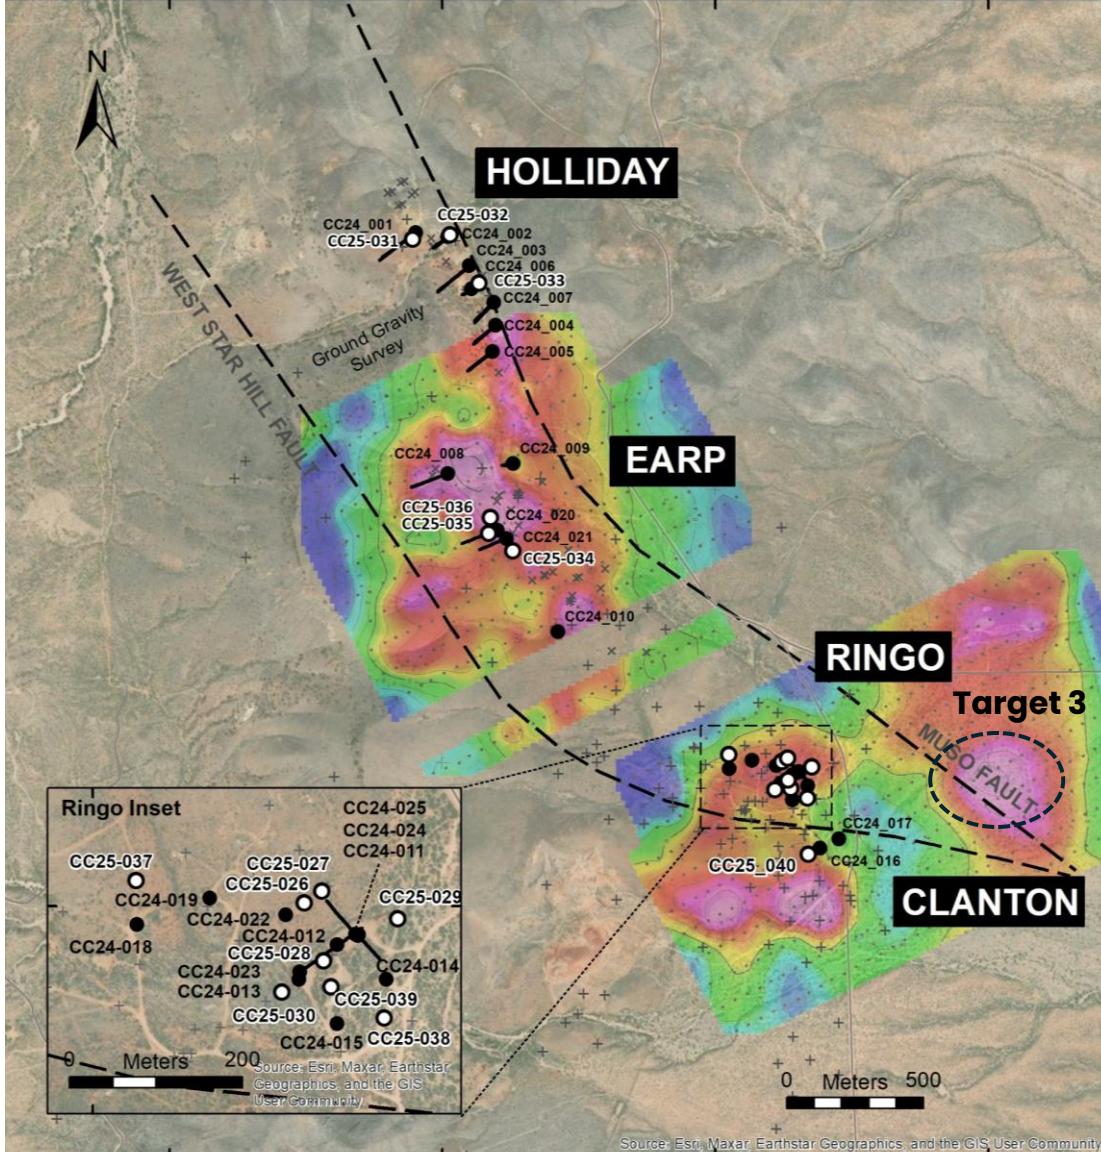 N
HOLLIDAY
CC25-032
CC24_001
CC24_002
CC25-031
CC24_003
CC24_006
CC25-033
CC24_007
CC24_004
CC24_005
Ground Gravity
Survey
WEST STAR HILL FAULT
EARP
CC24_009
CC24_008
CC25-036
CC24_020
CC25-035
CC24_021
CC25-034
CC24_010
RINGO
Target 3
MUSO FAULT
CC24_017
CC25_040
CC24_016
CLANTON
Ringo Inset
CC24-025
CC24-024
CC24-011
CC25-037
CC25-027
CC25-026
CC25-029
CC24-019
CC24-022
CC24-012
CC24-018
CC25-028
CC24-014
CC24-023
CC24-013
CC25-039
CC25-030
CC25-038
CC24-015
0 Meters 200
Source: Esri, Maxar, Earthstar
Geographics, and the GIS
User Community
0 Meters 500
Source: Esri, Maxar, Earthstar Geographics, and the GIS User Community